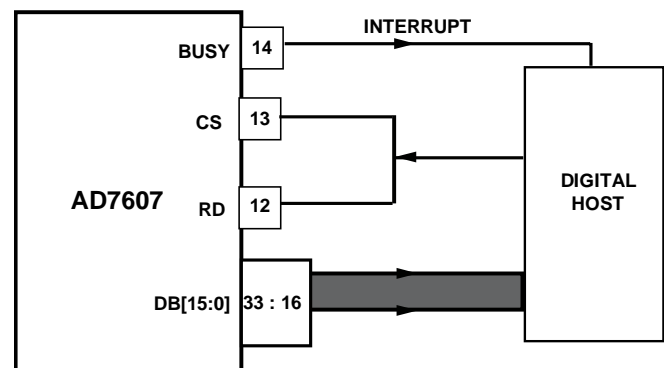 INTERRUPT
BUSY 14
CS 13
AD7607
RD 12
DIGITAL
HOST
DB[15:0] 33 : 16